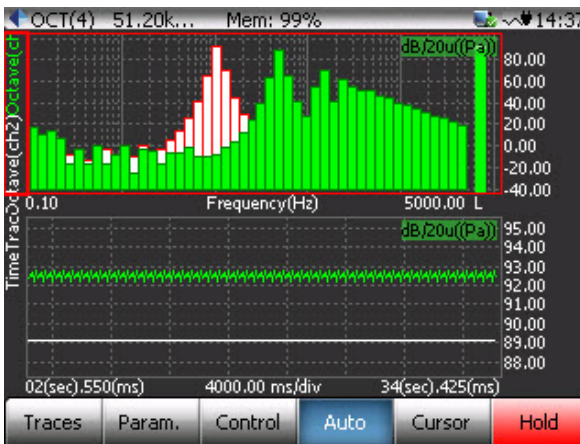 OCT(4) 51.20k... Mem: 99% 14:37
Octave(ch
dB/20u((Pa))
80.00
60.00
40.00
20.00
0.00
-20.00
-40.00
Octave(ch2)
0.10 Frequency(Hz) 5000.00 L
TimeTrac
dB/20u((Pa))
95.00
94.00
93.00
92.00
91.00
90.00
89.00
88.00
02(sec).550(ms) 4000.00 ms/div 34(sec).425(ms)
Traces Param. Control Auto Cursor Hold